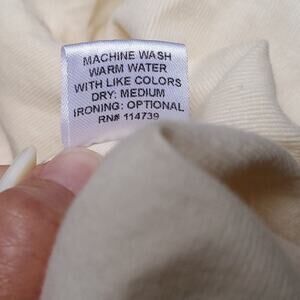 MACHINE WASH
WARM WATER
WITH LIKE COLORS
DRY: MEDIUM
IRONING: OPTIONAL
RN# 114739